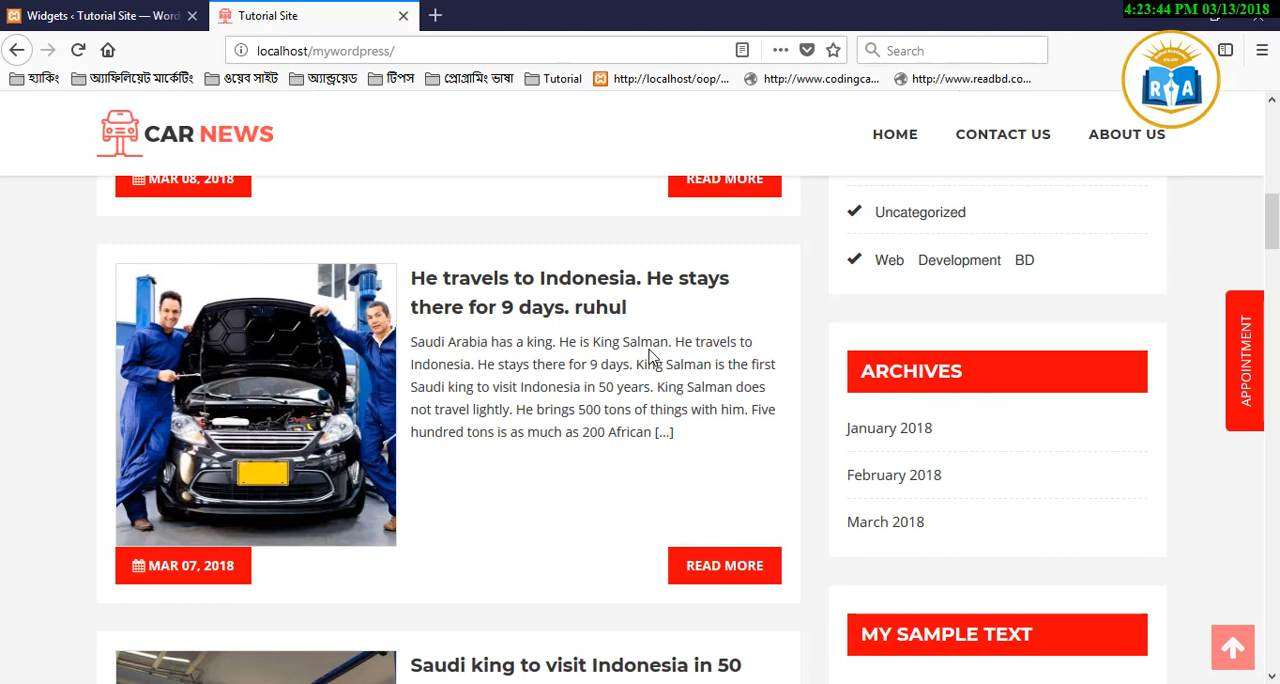 4:23:44 PM 03/13/2018
Widgets ‹ Tutorial Site — Word
Tutorial Site
localhost/mywordpress/
Search
হ্যাকিং
অ্যাফিলিয়েট মার্কেটিং
ওয়েব সাইট
অ্যান্ড্রয়েড
টিপস
প্রোগ্রামিং ভাষা
Tutorial
http://localhost/oop/...
http://www.codingca...
http://www.readbd.co...
R A
CAR NEWS
HOME
CONTACT US
ABOUT US
MAR 08, 2018
READ MORE
He travels to Indonesia. He stays
there for 9 days. ruhul
Saudi Arabia has a king. He is King Salman. He travels to
Indonesia. He stays there for 9 days. King Salman is the first
Saudi king to visit Indonesia in 50 years. King Salman does
not travel lightly. He brings 500 tons of things with him. Five
hundred tons is as much as 200 African [...]
MAR 07, 2018
READ MORE
Saudi king to visit Indonesia in 50
Uncategorized
Web Development BD
ARCHIVES
January 2018
February 2018
March 2018
MY SAMPLE TEXT
APPOINTMENT